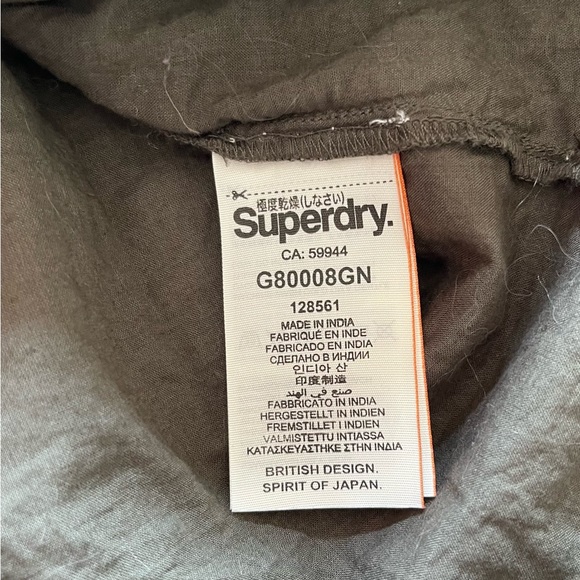 極度乾燥(しなさい)
Superdry.
CA: 59944
G80008GN
128561
MADE IN INDIA
FABRIQUÉ EN INDE
FABRICADO EN INDIA
СДЕЛАНО В ИНДИИ
인디아 산
印度制造
صنع في الهند
FABBRICATO IN INDIA
HERGESTELLT IN INDIEN
FREMSTILLET I INDIEN
VALMISTETTU INTIASSA
ΚΑΤΑΣΚΕΥΑΣΤΗΚΕ ΣΤΗΝ ΙΝΔΙΑ
BRITISH DESIGN.
SPIRIT OF JAPAN.